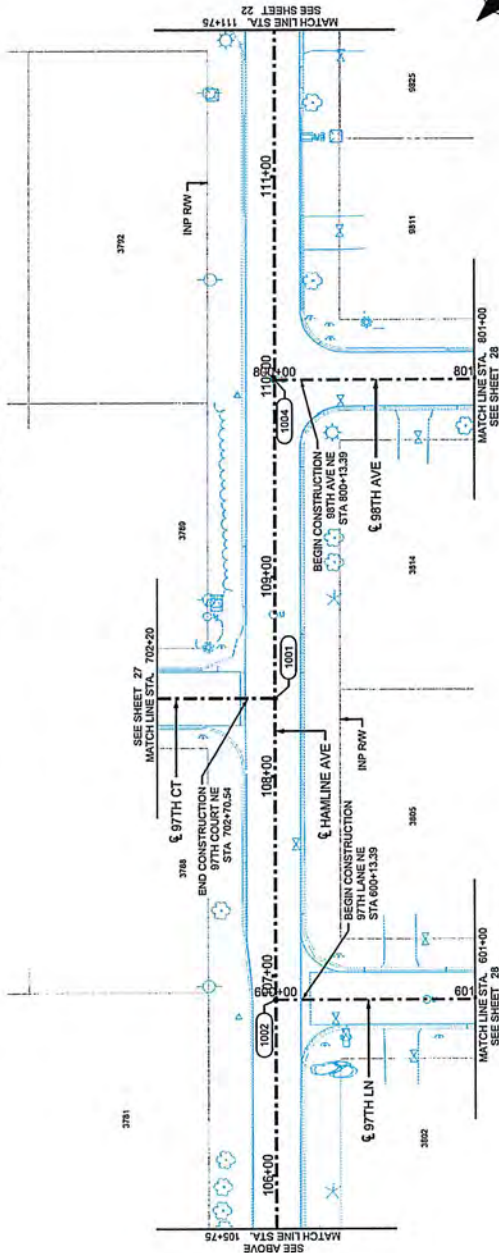 SEE ABOVE
MATCH LINE STA. 105+75
MATCH LINE STA. 111+75
SEE SHEET 22
3781
3788
3789
3792
INP R/W
SEE SHEET 27
MATCH LINE STA. 702+20
℄ 97TH CT
END CONSTRUCTION
97TH COURT NE
STA 702+70.54
106+00
107+00
600+00
108+00
109+00
110+00
800+00
111+00
1002
1001
1004
℄ HAMLINE AVE
BEGIN CONSTRUCTION
97TH LANE NE
STA 600+13.39
BEGIN CONSTRUCTION
98TH AVE NE
STA 800+13.39
INP R/W
℄ 97TH LN
℄ 98TH AVE
3802
3805
3814
9811
9825
601
MATCH LINE STA. 601+00
SEE SHEET 28
801
MATCH LINE STA. 801+00
SEE SHEET 28